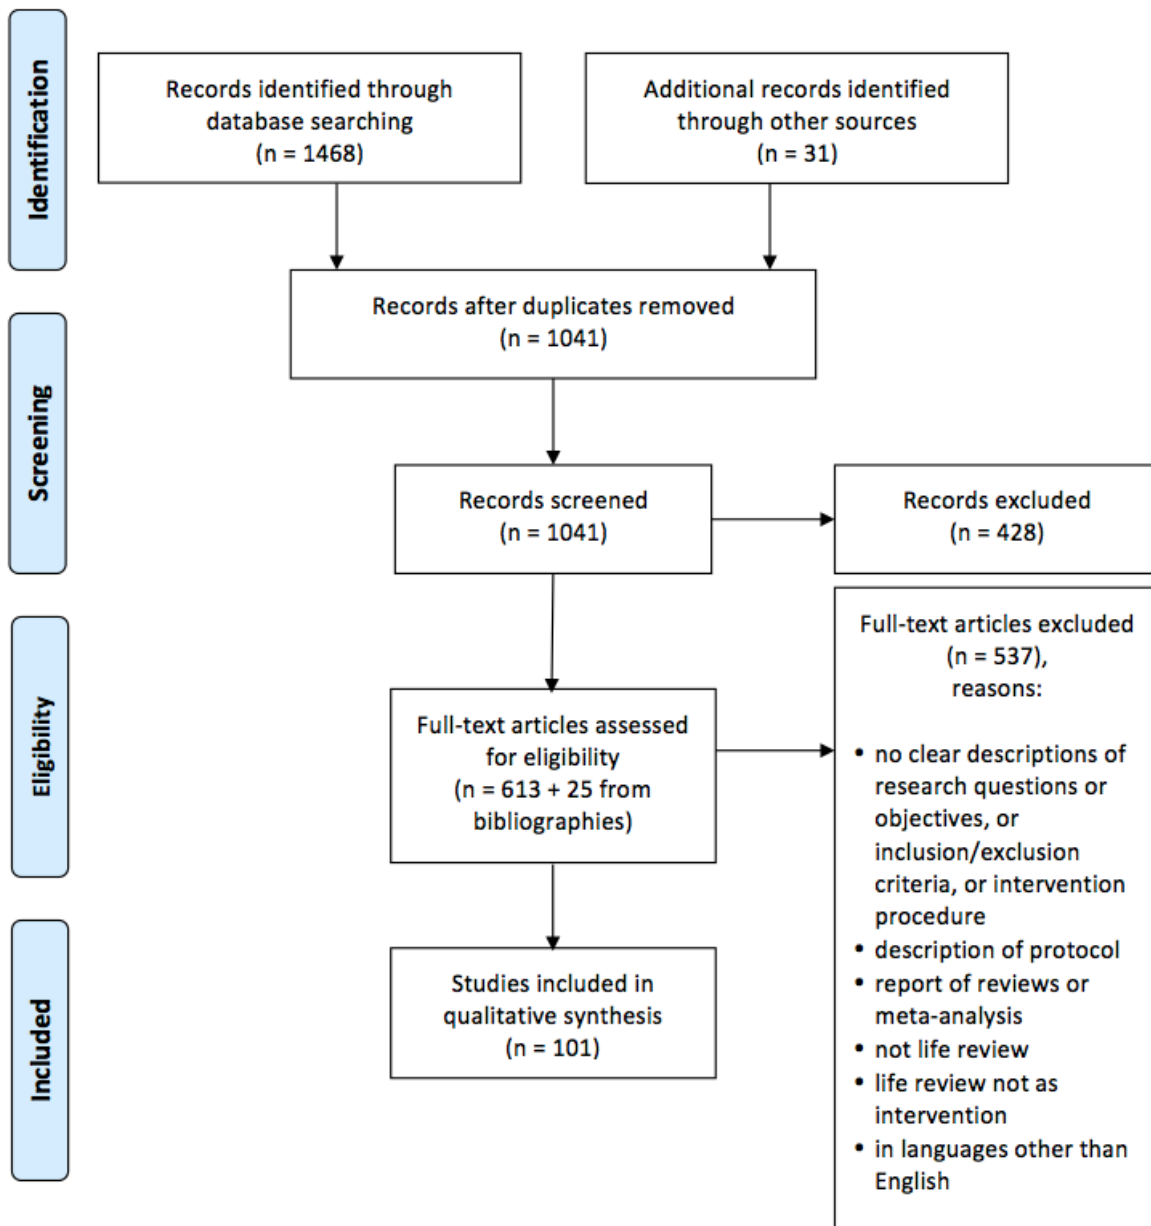 Identification
Records identified through
database searching
(n = 1468)
Additional records identified
through other sources
(n = 31)
Records after duplicates removed
(n = 1041)
Screening
Records screened
(n = 1041)
Records excluded
(n = 428)
Eligibility
Full-text articles assessed
for eligibility
(n = 613 + 25 from
bibliographies)
Full-text articles excluded
(n = 537),
reasons:
• no clear descriptions of
research questions or
objectives, or
inclusion/exclusion
criteria, or intervention
procedure
• description of protocol
• report of reviews or
meta-analysis
• not life review
• life review not as
intervention
• in languages other than
English
Included
Studies included in
qualitative synthesis
(n = 101)